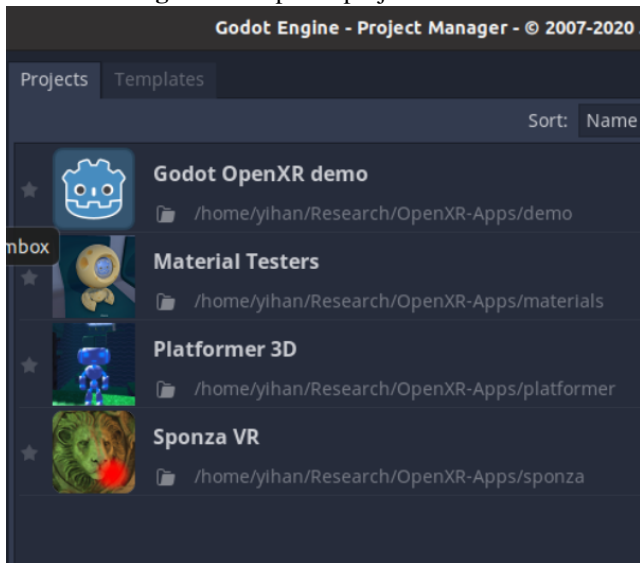 Godot Engine - Project Manager - © 2007-2020
Projects Templates
Sort: Name
Godot OpenXR demo
/home/yihan/Research/OpenXR-Apps/demo
mbox
Material Testers
/home/yihan/Research/OpenXR-Apps/materials
Platformer 3D
/home/yihan/Research/OpenXR-Apps/platformer
Sponza VR
/home/yihan/Research/OpenXR-Apps/sponza